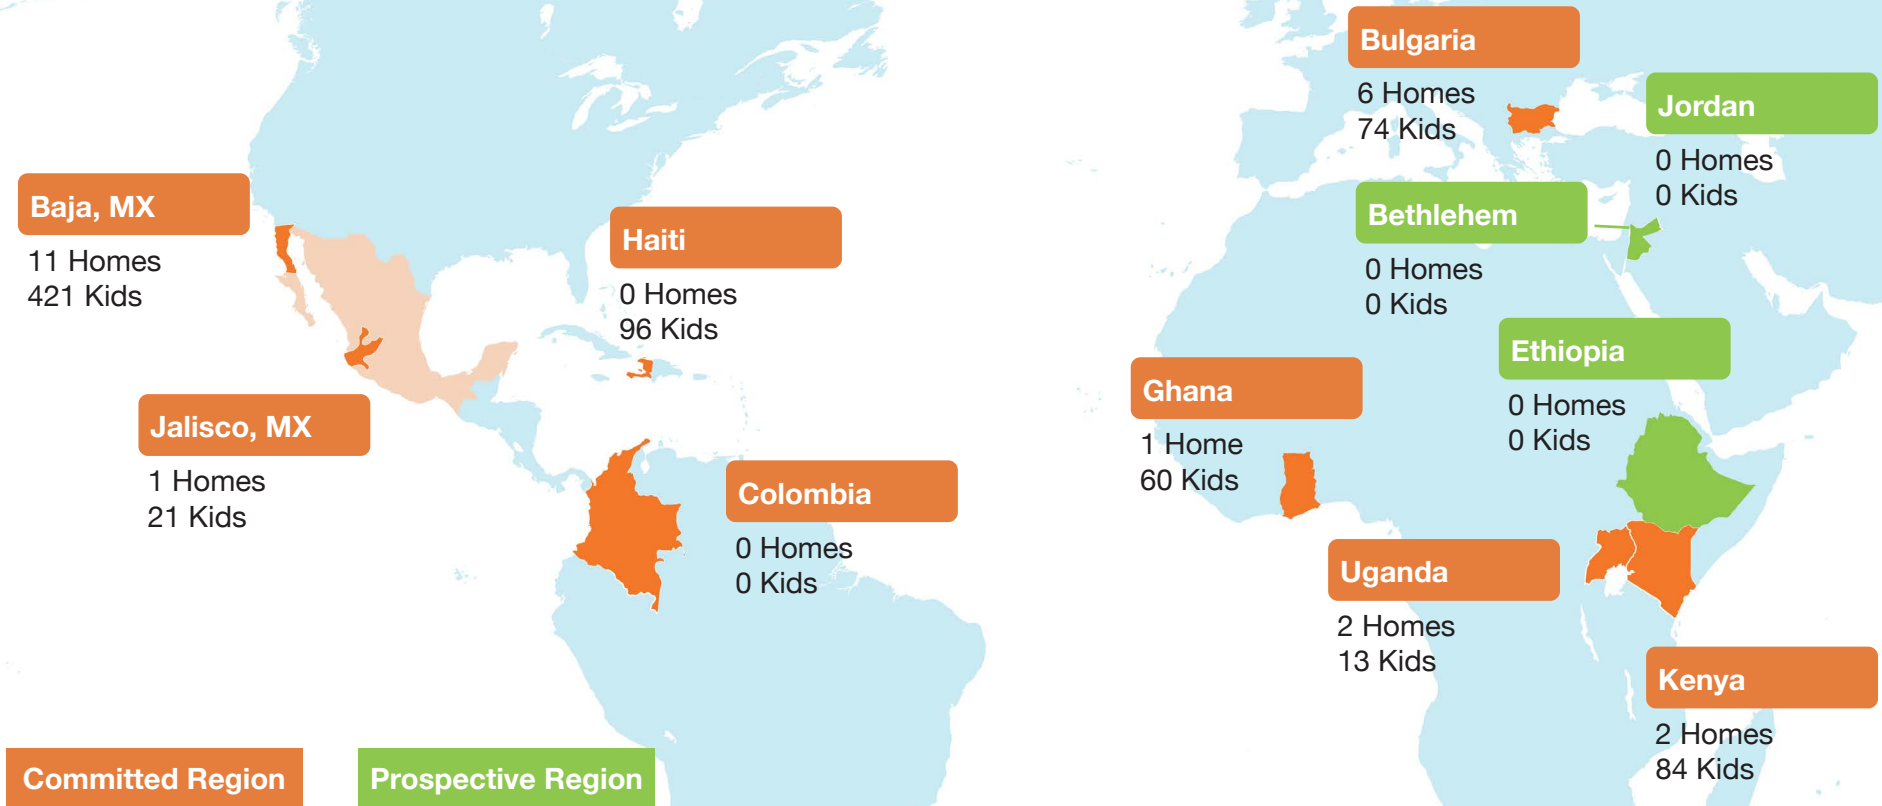 Bulgaria
6 Homes
74 Kids
Jordan
0 Homes
0 Kids
Baja, MX
11 Homes
421 Kids
Haiti
0 Homes
96 Kids
Bethlehem
0 Homes
0 Kids
Ethiopia
0 Homes
0 Kids
Ghana
1 Home
60 Kids
Jalisco, MX
1 Homes
21 Kids
Colombia
0 Homes
0 Kids
Uganda
2 Homes
13 Kids
Kenya
2 Homes
84 Kids
Committed Region
Prospective Region